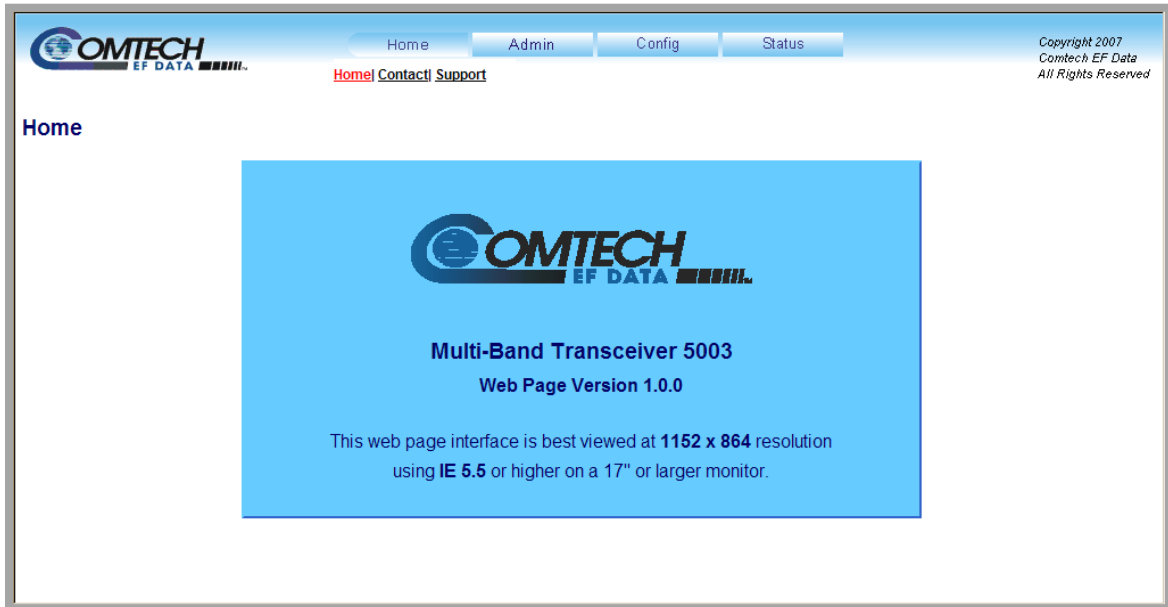 COMTECH
EF DATA
Home Admin Config Status
Home| Contact| Support
Copyright 2007
Comtech EF Data
All Rights Reserved
Home
COMTECH
EF DATA
Multi-Band Transceiver 5003
Web Page Version 1.0.0
This web page interface is best viewed at 1152 x 864 resolution
using IE 5.5 or higher on a 17" or larger monitor.